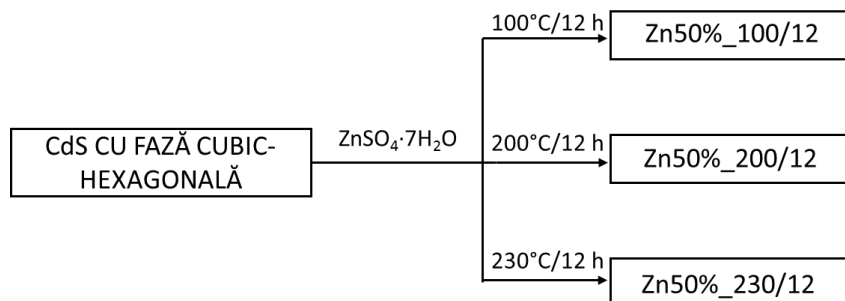 100°C/12 h
Zn50%_100/12
CdS CU FAZĂ CUBIC-
HEXAGONALĂ
ZnSO₄·7H₂O
200°C/12 h
Zn50%_200/12
230°C/12 h
Zn50%_230/12